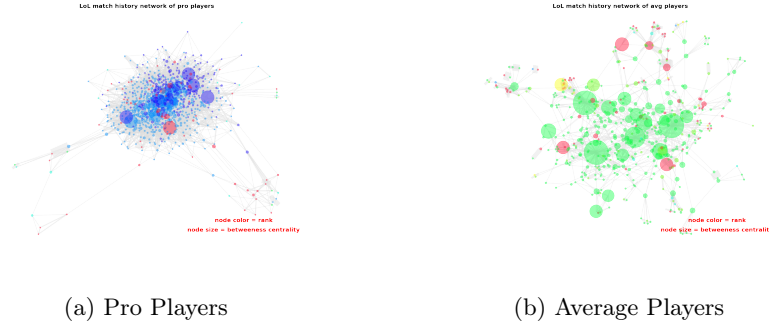 LoL match history network of pro players
LoL match history network of avg players
node color = rank
node size = betweeness centrality
node color = rank
node size = betweeness centralit
(a) Pro Players
(b) Average Players